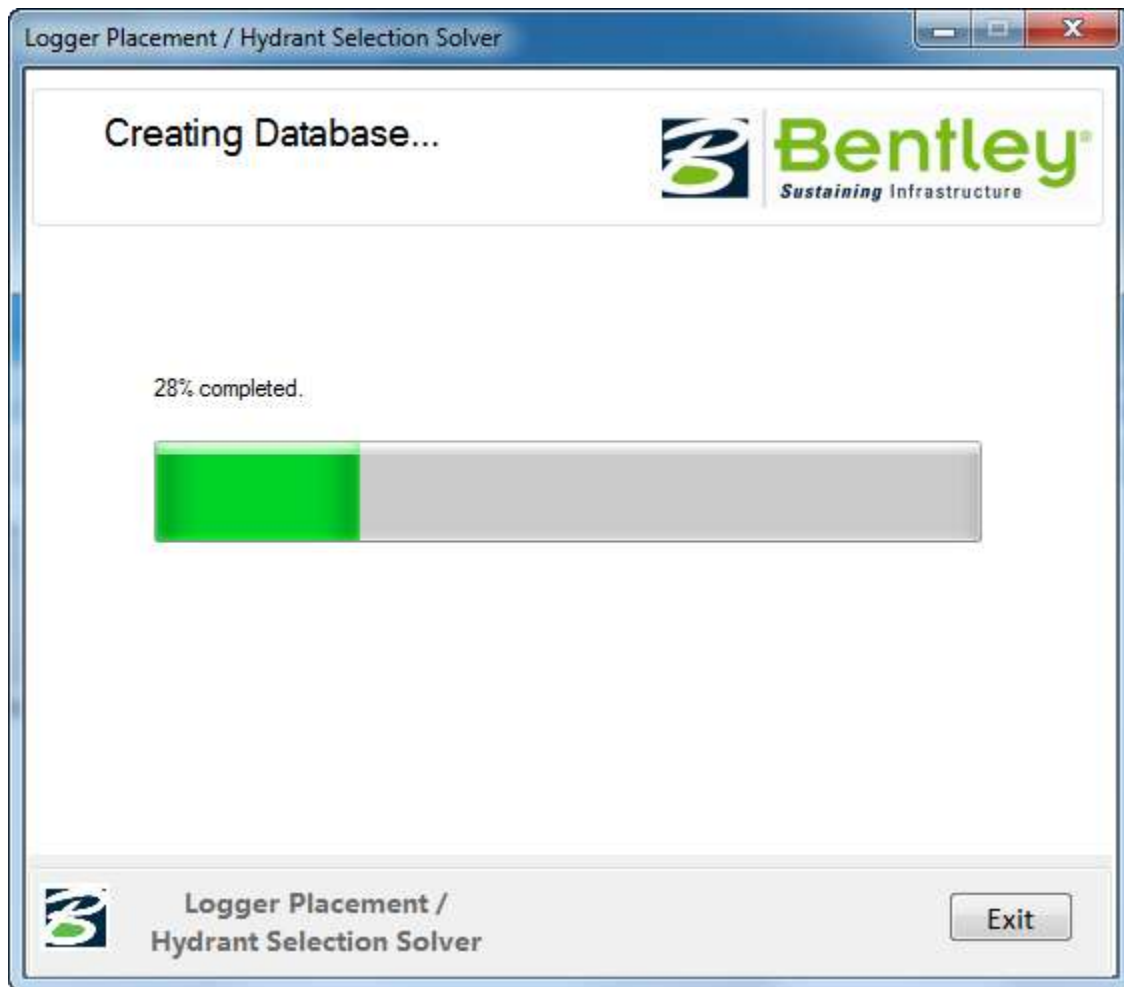 Logger Placement / Hydrant Selection Solver
Creating Database...
Bentley®
Sustaining Infrastructure
28% completed.
Logger Placement /
Hydrant Selection Solver
Exit